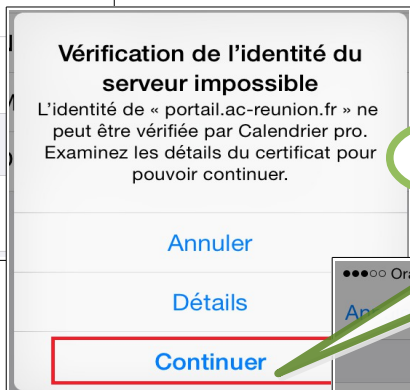 Vérification de l'identité du
serveur impossible
L'identité de « portail.ac-reunion.fr » ne
peut être vérifiée par Calendrier pro.
Examinez les détails du certificat pour
pouvoir continuer.
Annuler
Détails
Continuer